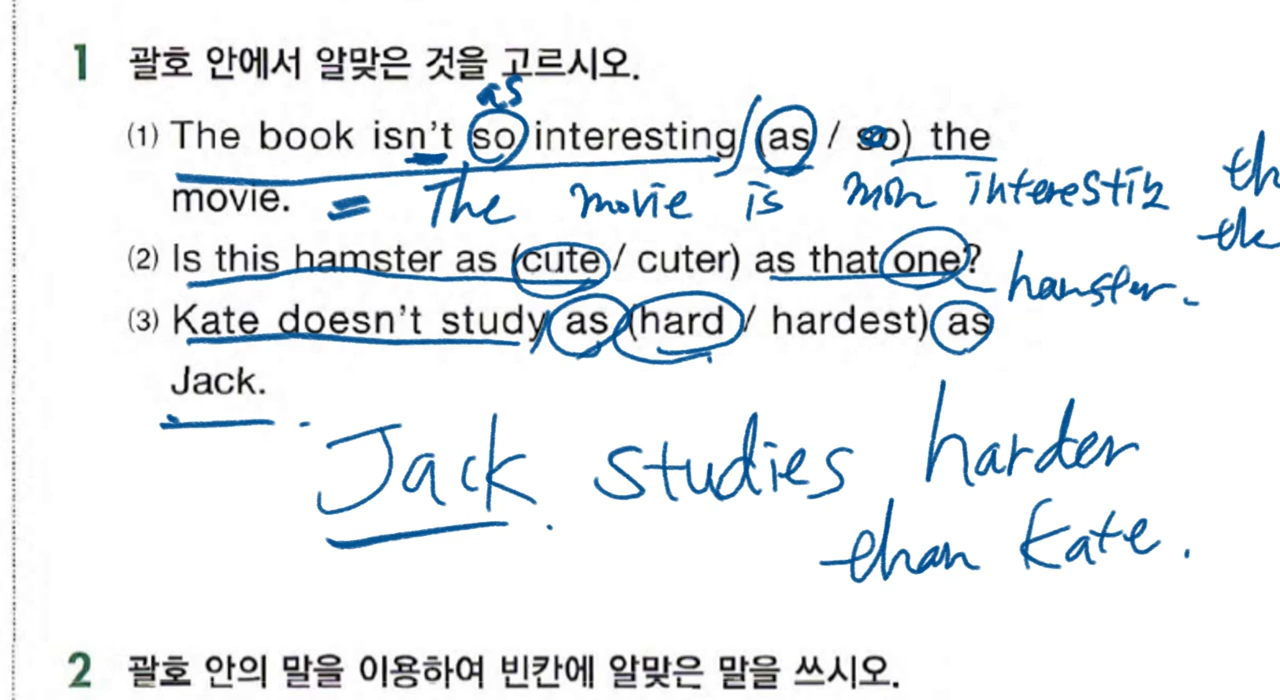 1 괄호 안에서 알맞은 것을 고르시오.
as
(1) The book isn't so interesting (as / so) the
movie. = The movie is interesting
(2) Is this hamster as (cute / cuter) as that one?
hamster.
(3) Kate doesn't study as (hard / hardest) as
Jack.
Jack studies harder
than Kate.
2 괄호 안의 말을 이용하여 빈칸에 알맞은 말을 쓰시오.